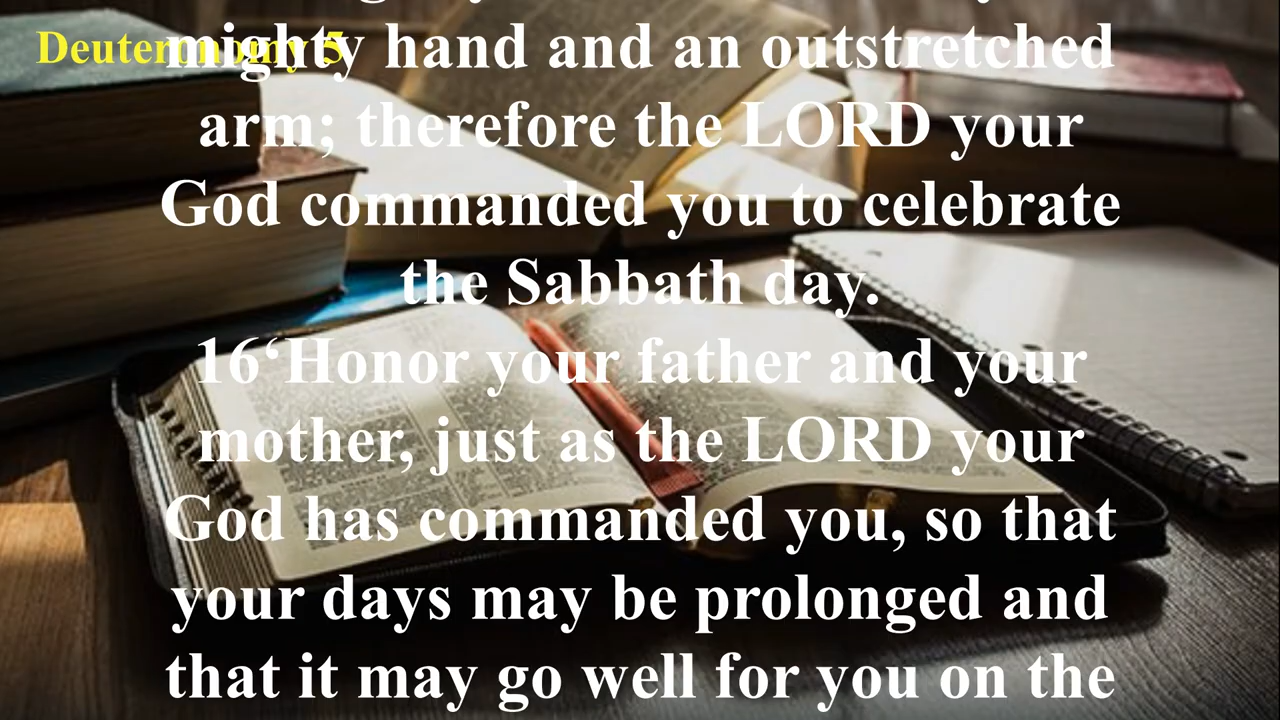 Deuteronomy 5
mighty hand and an outstretched
arm; therefore the LORD your
God commanded you to celebrate
the Sabbath day.
16‘Honor your father and your
mother, just as the LORD your
God has commanded you, so that
your days may be prolonged and
that it may go well for you on the